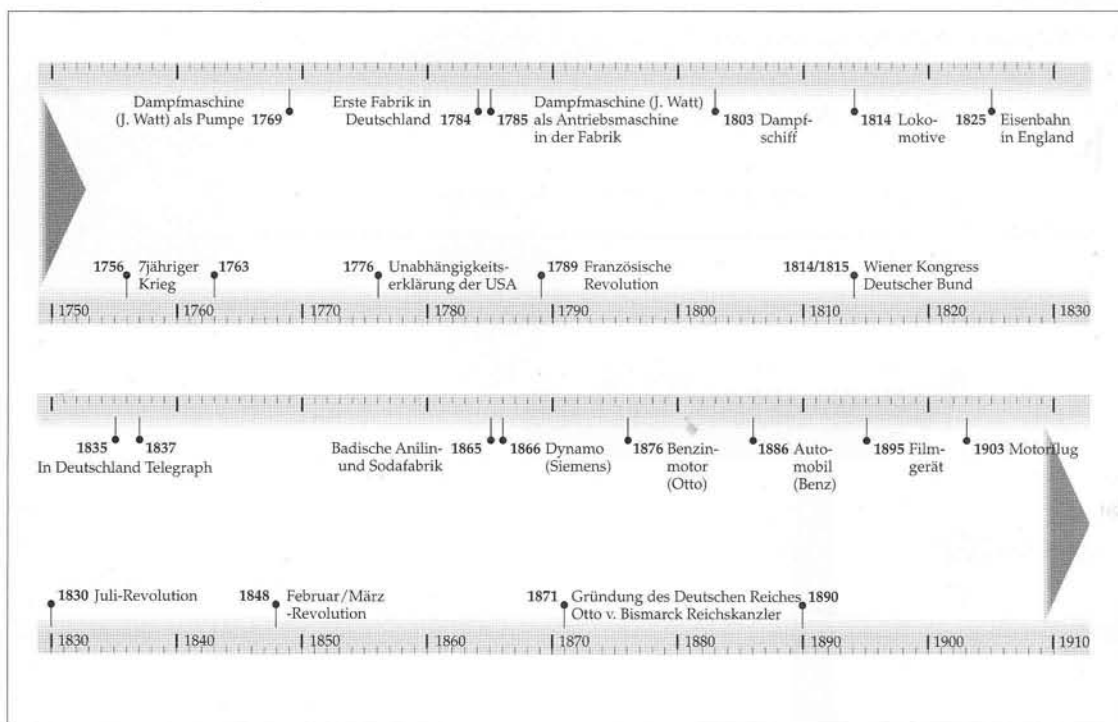 Dampfmaschine
(J. Watt) als Pumpe 1769
Erste Fabrik in
Deutschland 1784
1785 Dampfmaschine (J. Watt)
als Antriebsmaschine
in der Fabrik
1803 Dampf-
schiff
1814 Loko-
motive
1825 Eisenbahn
in England
1756 7jähriger
Krieg
1763
1776 Unabhängigkeits-
erklärung der USA
1789 Französische
Revolution
1814/1815 Wiener Kongress
Deutscher Bund
1750 1760 1770 1780 1790 1800 1810 1820 1830
1835 1837
In Deutschland Telegraph
Badische Anilin-
und Sodafabrik 1865
1866 Dynamo
(Siemens)
1876 Benzin-
motor
(Otto)
1886 Auto-
mobil
(Benz)
1895 Film-
gerät
1903 Motorflug
1830 Juli-Revolution
1848 Februar/März
-Revolution
1871 Gründung des Deutschen Reiches
Otto v. Bismarck Reichskanzler
1890
1830 1840 1850 1860 1870 1880 1890 1900 1910